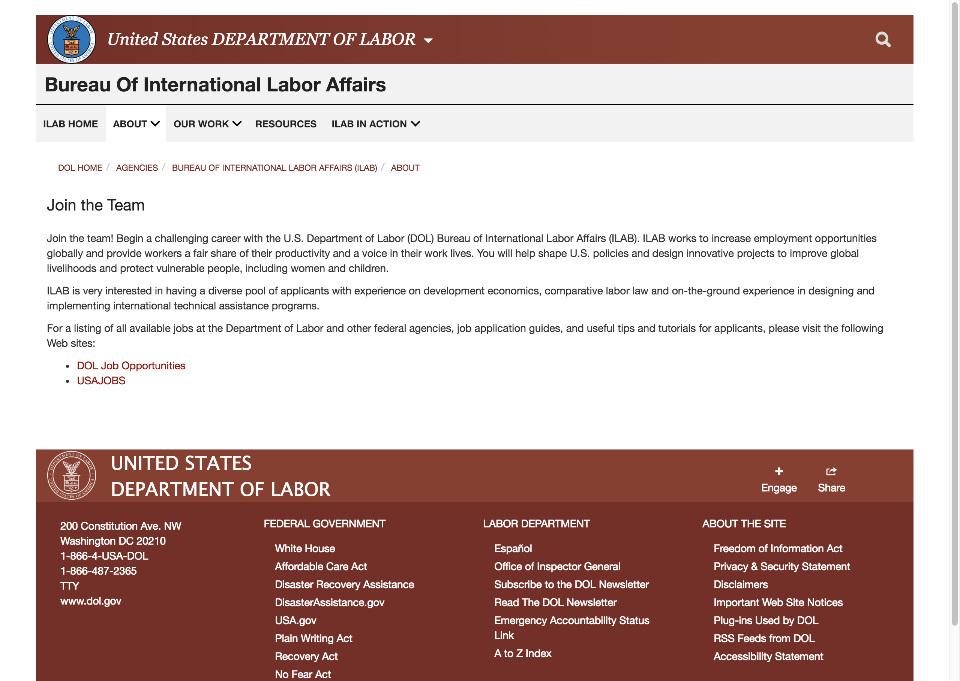 United States DEPARTMENT OF LABOR
Bureau Of International Labor Affairs
ILAB HOME ABOUT OUR WORK RESOURCES ILAB IN ACTION
DOL HOME / AGENCIES / BUREAU OF INTERNATIONAL LABOR AFFAIRS (ILAB) / ABOUT
Join the Team
Join the team! Begin a challenging career with the U.S. Department of Labor (DOL) Bureau of International Labor Affairs (ILAB). ILAB works to increase employment opportunities
globally and provide workers a fair share of their productivity and a voice in their work lives. You will help shape U.S. policies and design innovative projects to improve global
livelihoods and protect vulnerable people, including women and children.
ILAB is very interested in having a diverse pool of applicants with experience on development economics, comparative labor law and on-the-ground experience in designing and
implementing international technical assistance programs.
For a listing of all available jobs at the Department of Labor and other federal agencies, job application guides, and useful tips and tutorials for applicants, please visit the following
Web sites:
• DOL Job Opportunities
• USAJOBS
UNITED STATES
DEPARTMENT OF LABOR
Engage Share
200 Constitution Ave. NW
Washington DC 20210
1-866-4-USA-DOL
1-866-487-2365
TTY
www.dol.gov
FEDERAL GOVERNMENT
White House
Affordable Care Act
Disaster Recovery Assistance
DisasterAssistance.gov
USA.gov
Plain Writing Act
Recovery Act
No Fear Act
LABOR DEPARTMENT
Español
Office of Inspector General
Subscribe to the DOL Newsletter
Read The DOL Newsletter
Emergency Accountability Status
Link
A to Z Index
ABOUT THE SITE
Freedom of Information Act
Privacy & Security Statement
Disclaimers
Important Web Site Notices
Plug-ins Used by DOL
RSS Feeds from DOL
Accessibility Statement